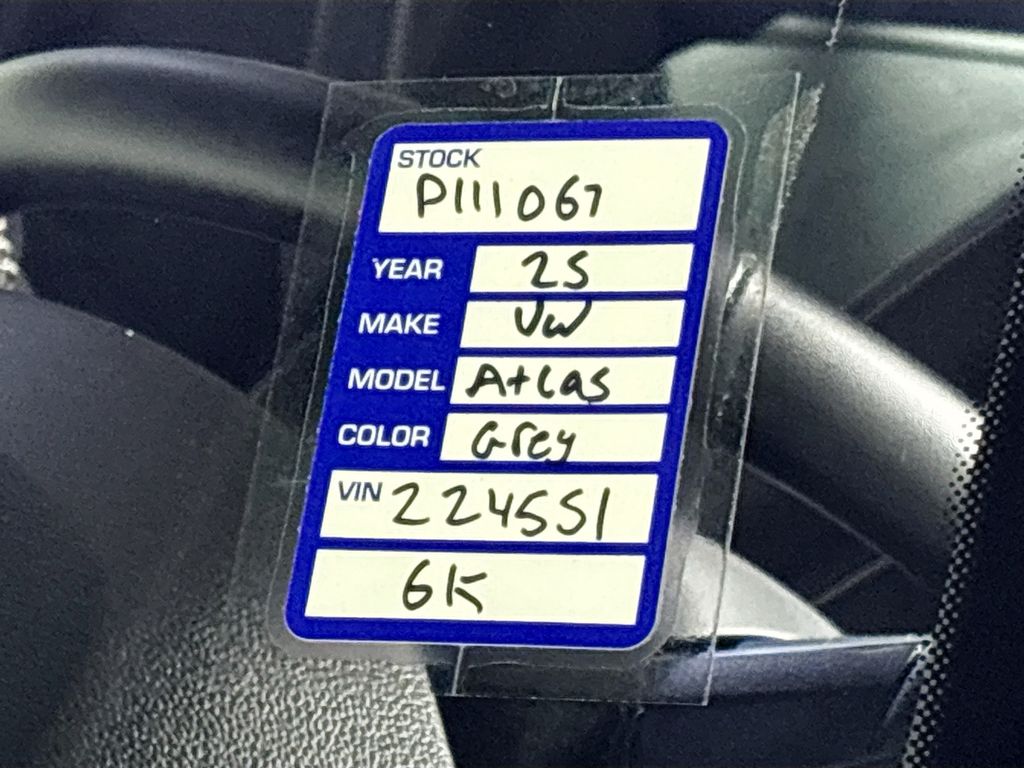 STOCK
P111067
YEAR 25
MAKE VW
MODEL Atlas
COLOR Grey
VIN 224551
6K